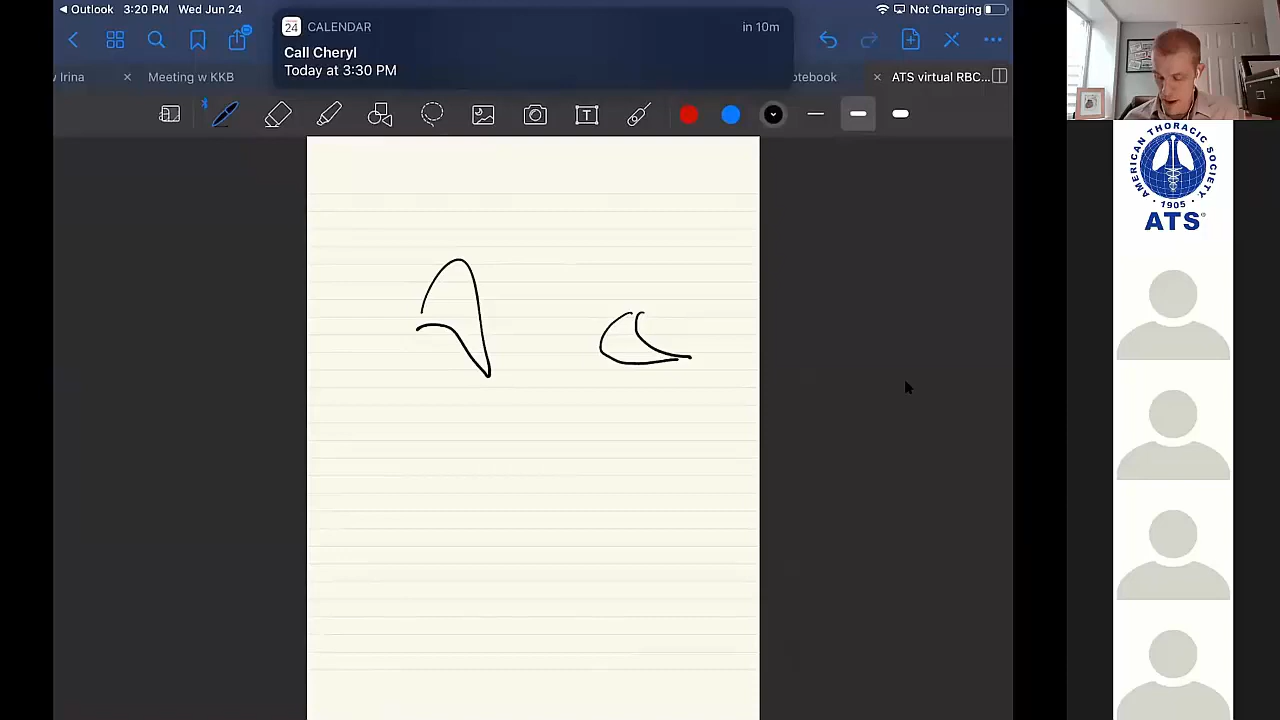 Outlook 3:20 PM Wed Jun 24
Not Charging
24 CALENDAR in 10m
Call Cheryl
Today at 3:30 PM
w Irina × Meeting w KKB otebook × ATS virtual RBC...
T
AMERICAN THORACIC SOCIETY
· 1905 ·
ATS